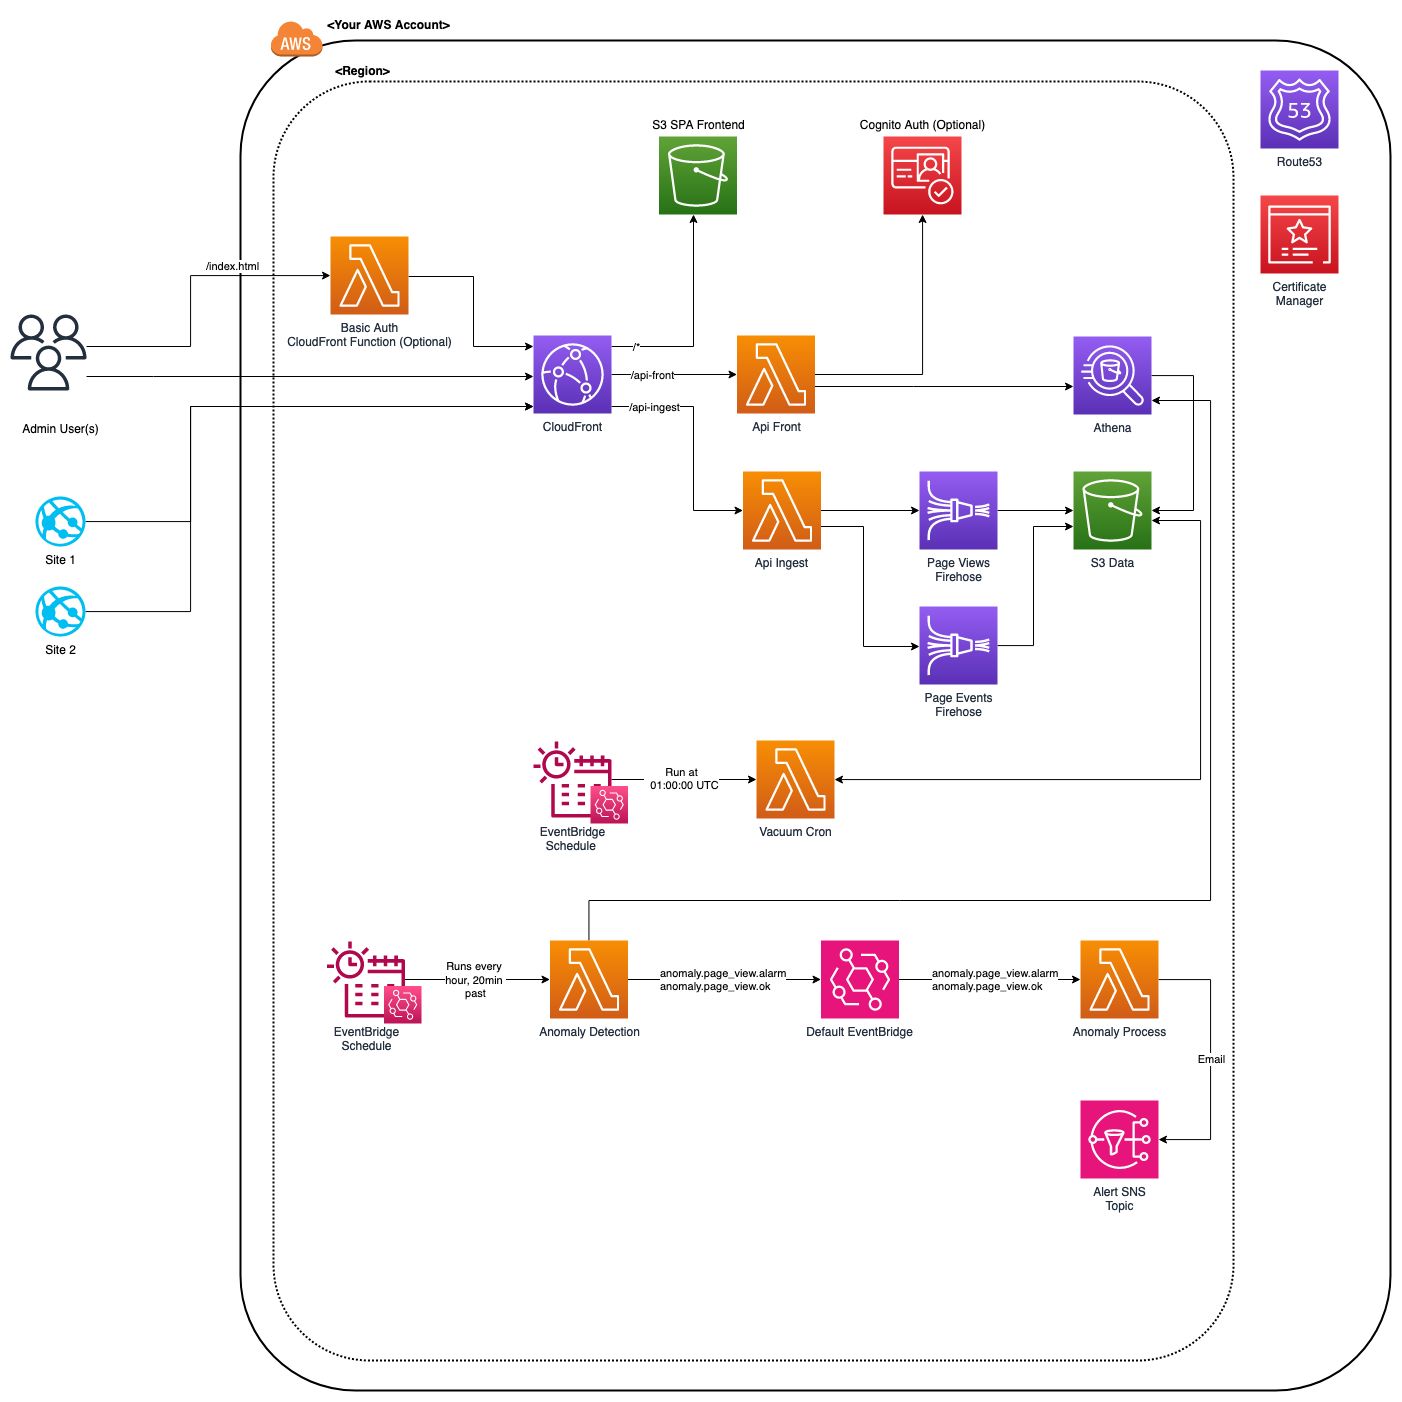 <Your AWS Account>
AWS
<Region>
53
Route53
S3 SPA Frontend
Cognito Auth (Optional)
Certificate
Manager
/index.html
Basic Auth
CloudFront Function (Optional)
/*
/api-front
/api-ingest
Admin User(s)
CloudFront
Api Front
Athena
Site 1
Api Ingest
Page Views
Firehose
S3 Data
Site 2
Page Events
Firehose
Run at
01:00:00 UTC
EventBridge
Schedule
Vacuum Cron
Runs every
hour, 20min
past
anomaly.page_view.alarm
anomaly.page_view.ok
anomaly.page_view.alarm
anomaly.page_view.ok
EventBridge
Schedule
Anomaly Detection
Default EventBridge
Anomaly Process
Email
Alert SNS
Topic